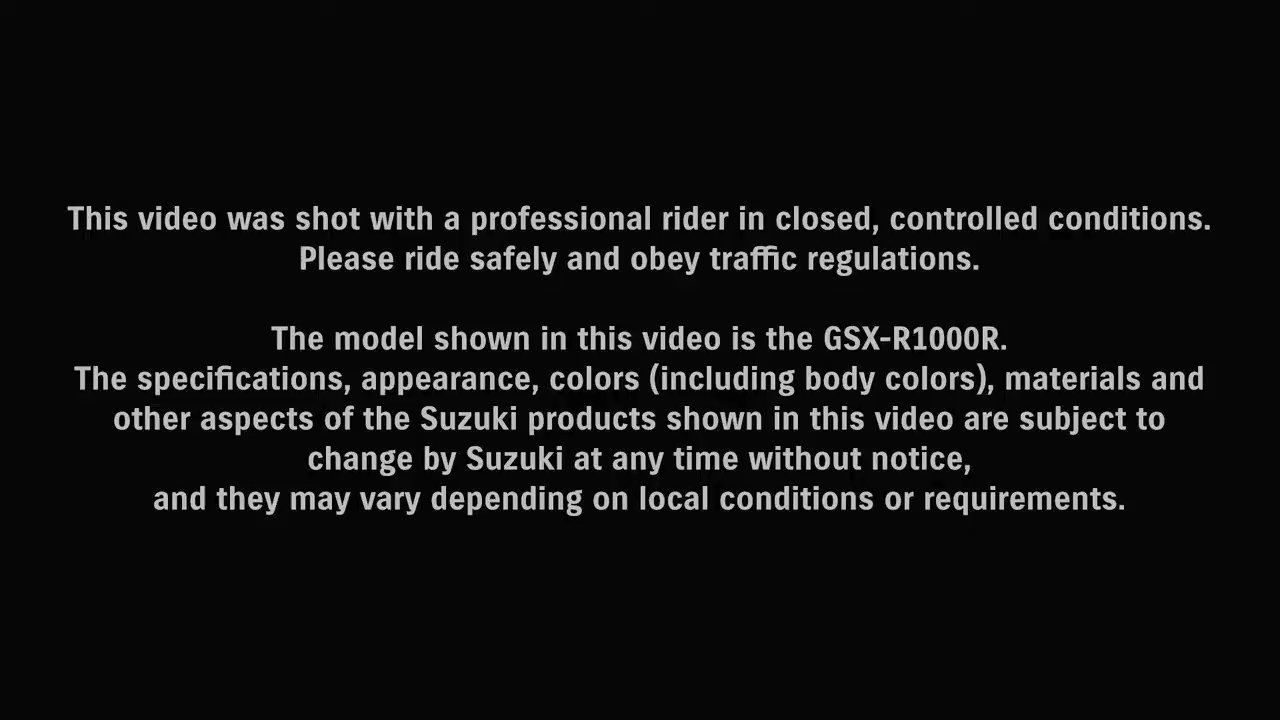 This video was shot with a professional rider in closed, controlled conditions.
Please ride safely and obey traffic regulations.
The model shown in this video is the GSX-R1000R.
The specifications, appearance, colors (including body colors), materials and
other aspects of the Suzuki products shown in this video are subject to
change by Suzuki at any time without notice,
and they may vary depending on local conditions or requirements.